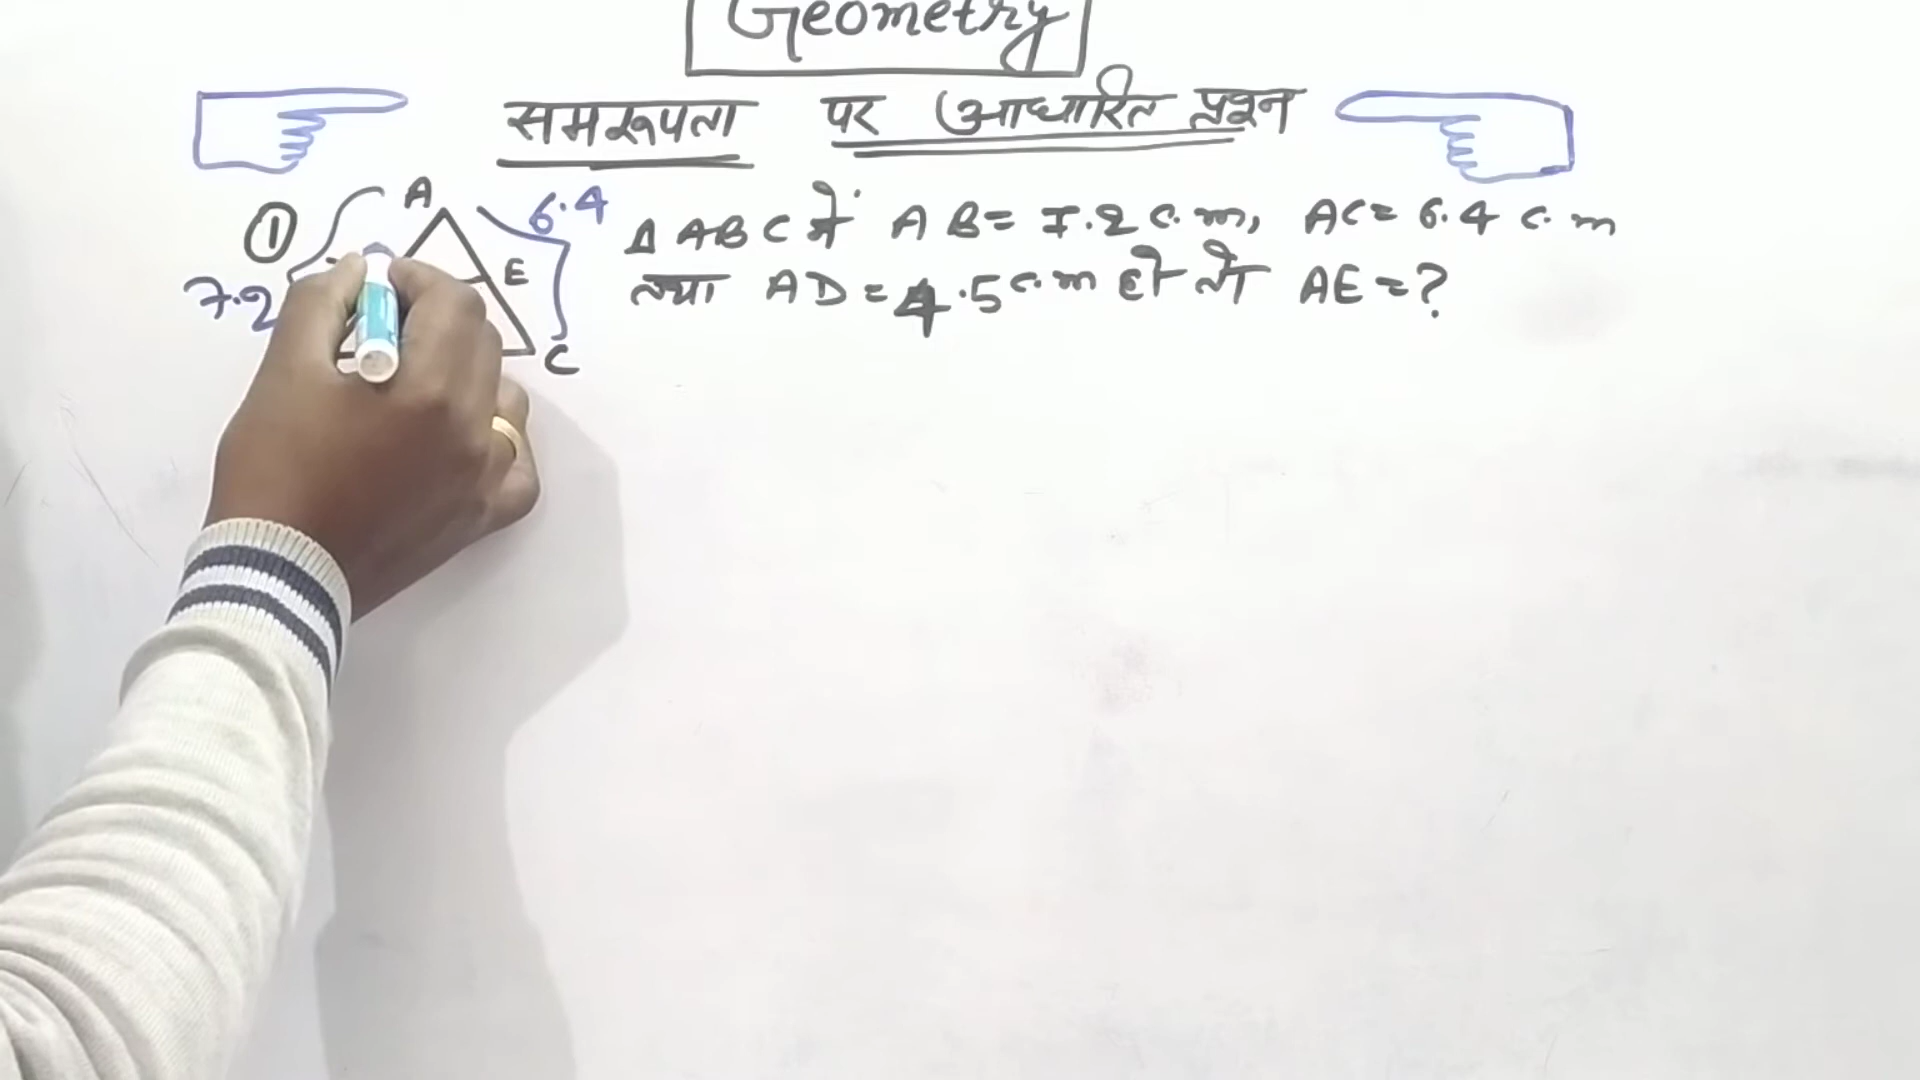 Geometry
समरूपता पर आधारित प्रश्न
① A 6.4 Δ ABC में AB = 7.2 c.m, AC = 6.4 c.m
7.2 E तथा AD = 4.5 c.m हो तो AE = ?
C